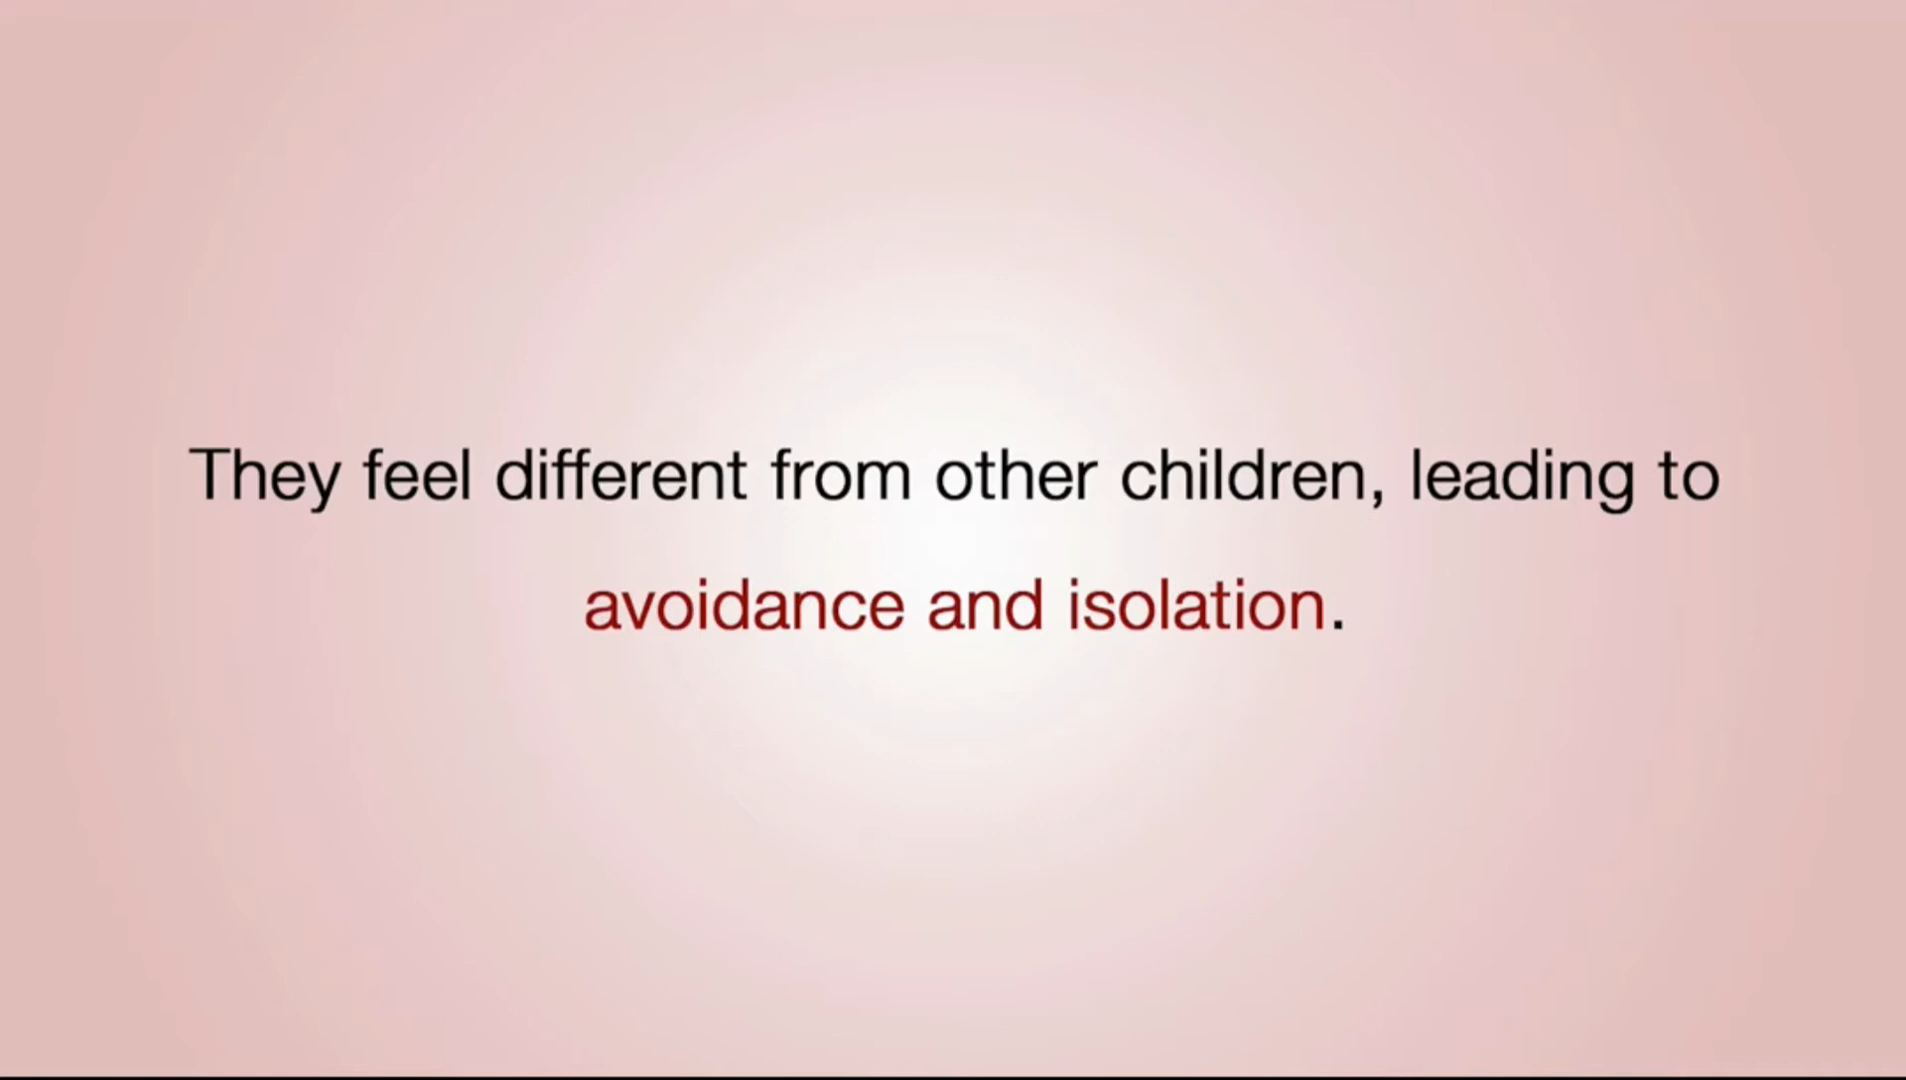 They feel different from other children, leading to
avoidance and isolation.